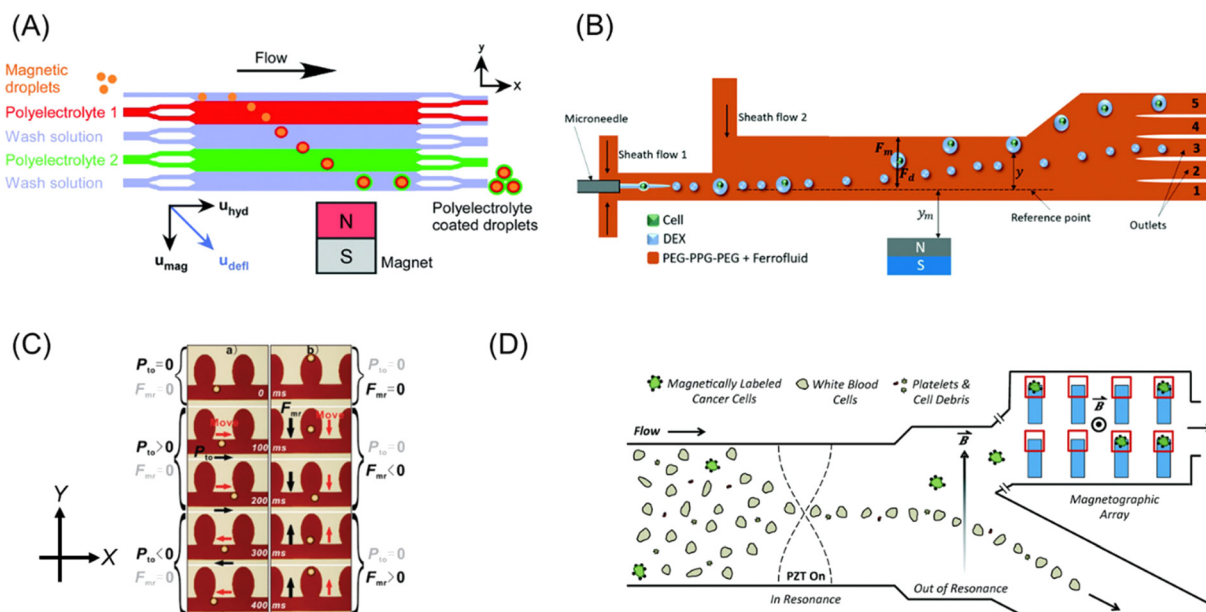 (A)
Flow
y
x
Magnetic
droplets
Polyelectrolyte 1
Wash solution
Polyelectrolyte 2
Wash solution
Polyelectrolyte
coated droplets
u_hyd
u_mag
u_defl
N
S
Magnet
(B)
Microneedle
Sheath flow 1
Sheath flow 2
F_m
F_d
y
y_m
Reference point
Outlets
5
4
3
2
1
N
S
Cell
DEX
PEG-PPG-PEG + Ferrofluid
(C)
a)
b)
P_to=0
F_mr=0
0 ms
P_to=0
F_mr=0
Move
F_mr
Move
P_to>0
F_mr=0
100 ms
P_to
200 ms
P_to=0
F_mr<0
P_to<0
F_mr=0
300 ms
400 ms
P_to=0
F_mr>0
Y
X
(D)
Magnetically Labeled
Cancer
Cells
White Blood
Cells
Platelets &
Cell Debris
Flow
B
B
PZT On
In Resonance
Out of Resonance
Magnetographic
Array